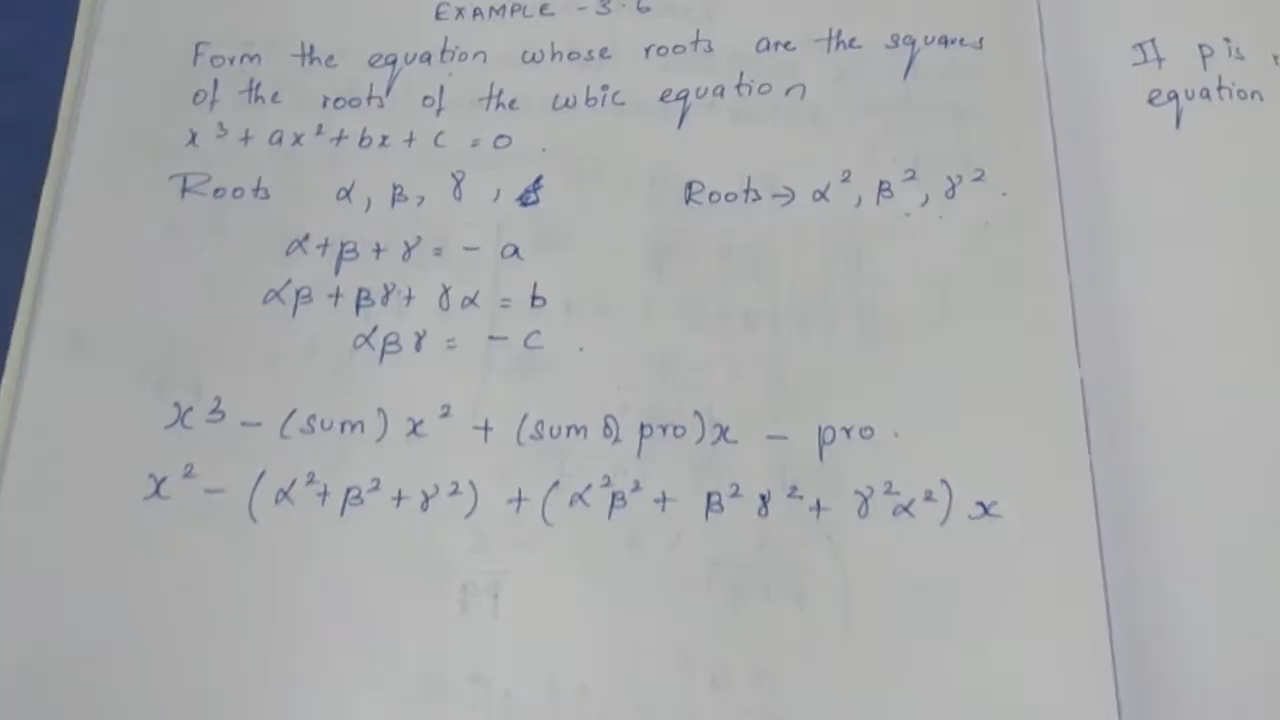 EXAMPLE - 3.6
Form the equation whose roots are the squares
of the roots of the cubic equation
x³ + ax² + bx + c = 0.
Roots α, β, γ, Roots → α², β², γ².
α + β + γ = - a
αβ + βγ + γα = b
αβγ = - c.
x³ - (sum) x² + (sum of pro)x - pro.
x² - (α² + β² + γ²) + (α²β² + β²γ² + γ²α²) x
If p is
equation